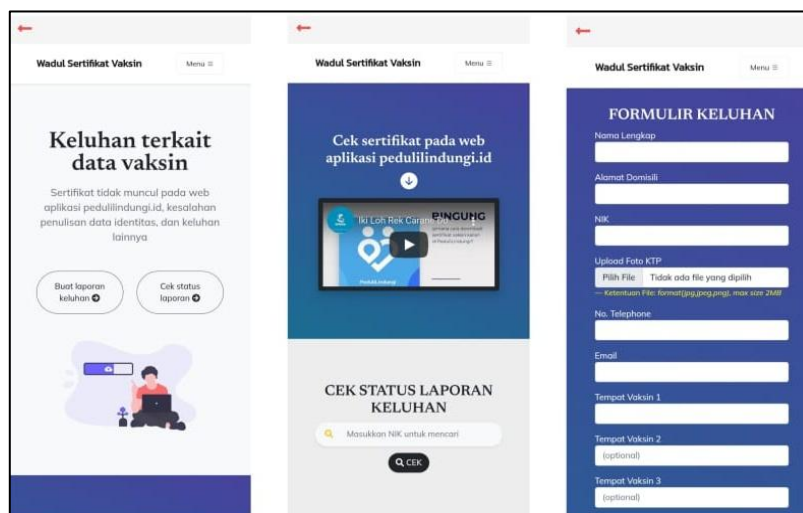 Wadul Sertifikat Vaksin
Menu
Keluhan terkait
data vaksin
Sertifikat tidak muncul pada web
aplikasi pedulilindungi.id, kesalahan
penulisan data identitas, dan keluhan
lainnya
Buat laporan
keluhan
Cek status
laporan
Wadul Sertifikat Vaksin
Menu
Cek sertifikat pada web
aplikasi pedulilindungi.id
Iki Loh Rek Carane Do
BINGUNG
PeduliLindungi
CEK STATUS LAPORAN
KELUHAN
Masukkan NIK untuk mencari
CEK
Wadul Sertifikat Vaksin
Menu
FORMULIR KELUHAN
Nama Lengkap
Alamat Domisili
NIK
Upload Foto KTP
Pilih File Tidak ada file yang dipilih
— Ketentuan File: format(jpg,jpeg,png), max size 2MB
No. Telephone
Email
Tempat Vaksin 1
Tempat Vaksin 2
(optional)
Tempat Vaksin 3
(optional)